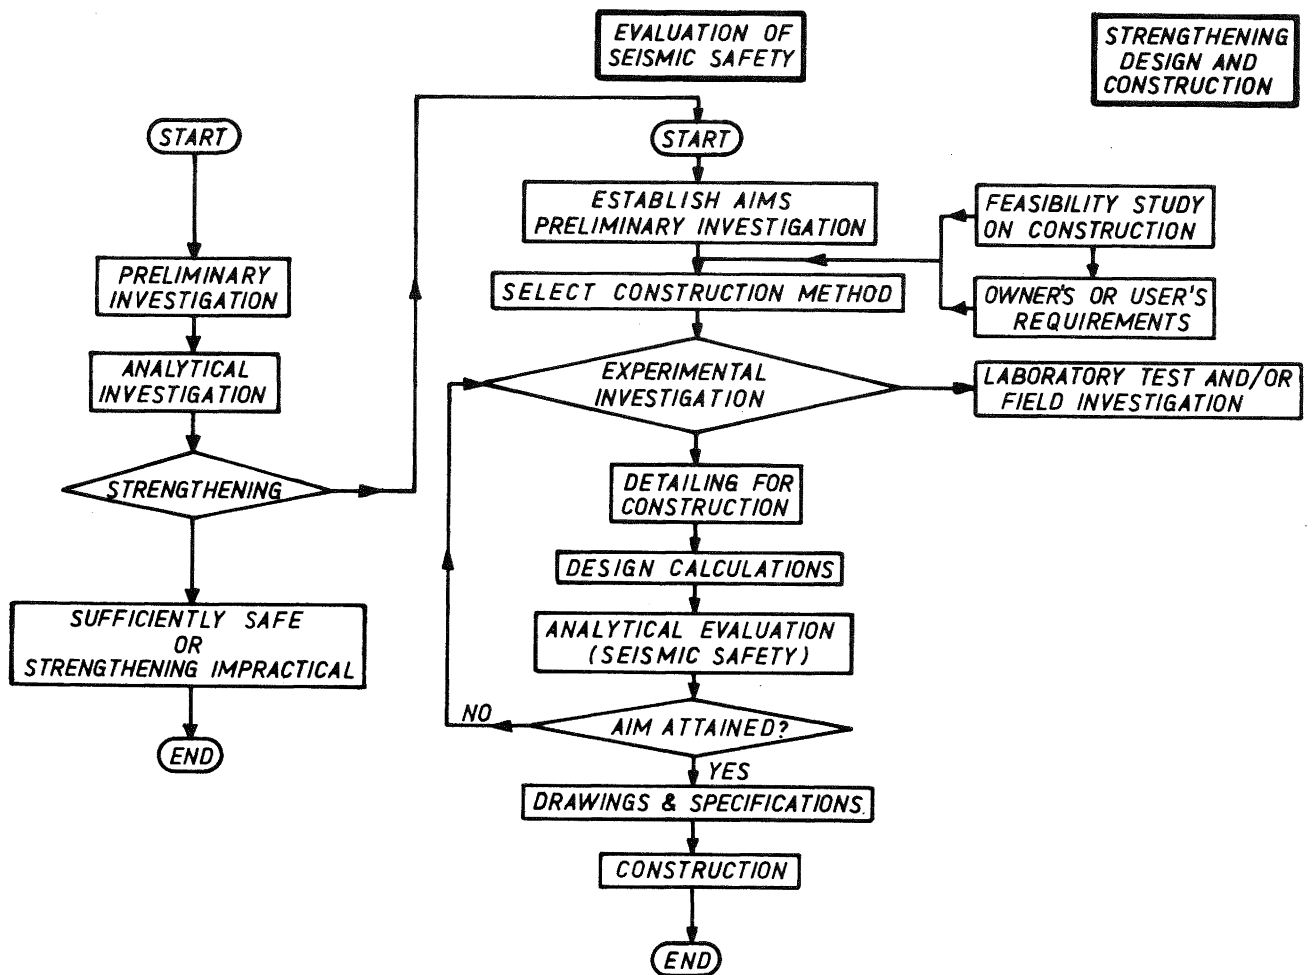 EVALUATION OF
SEISMIC SAFETY
STRENGTHENING
DESIGN AND
CONSTRUCTION
START
PRELIMINARY
INVESTIGATION
ANALYTICAL
INVESTIGATION
STRENGTHENING
SUFFICIENTLY SAFE
OR
STRENGTHENING IMPRACTICAL
END
START
ESTABLISH AIMS
PRELIMINARY INVESTIGATION
SELECT CONSTRUCTION METHOD
FEASIBILITY STUDY
ON CONSTRUCTION
OWNER'S OR USER'S
REQUIREMENTS
EXPERIMENTAL
INVESTIGATION
LABORATORY TEST AND/OR
FIELD INVESTIGATION
DETAILING FOR
CONSTRUCTION
DESIGN CALCULATIONS
ANALYTICAL EVALUATION
(SEISMIC SAFETY)
AIM ATTAINED?
NO
YES
DRAWINGS & SPECIFICATIONS.
CONSTRUCTION
END